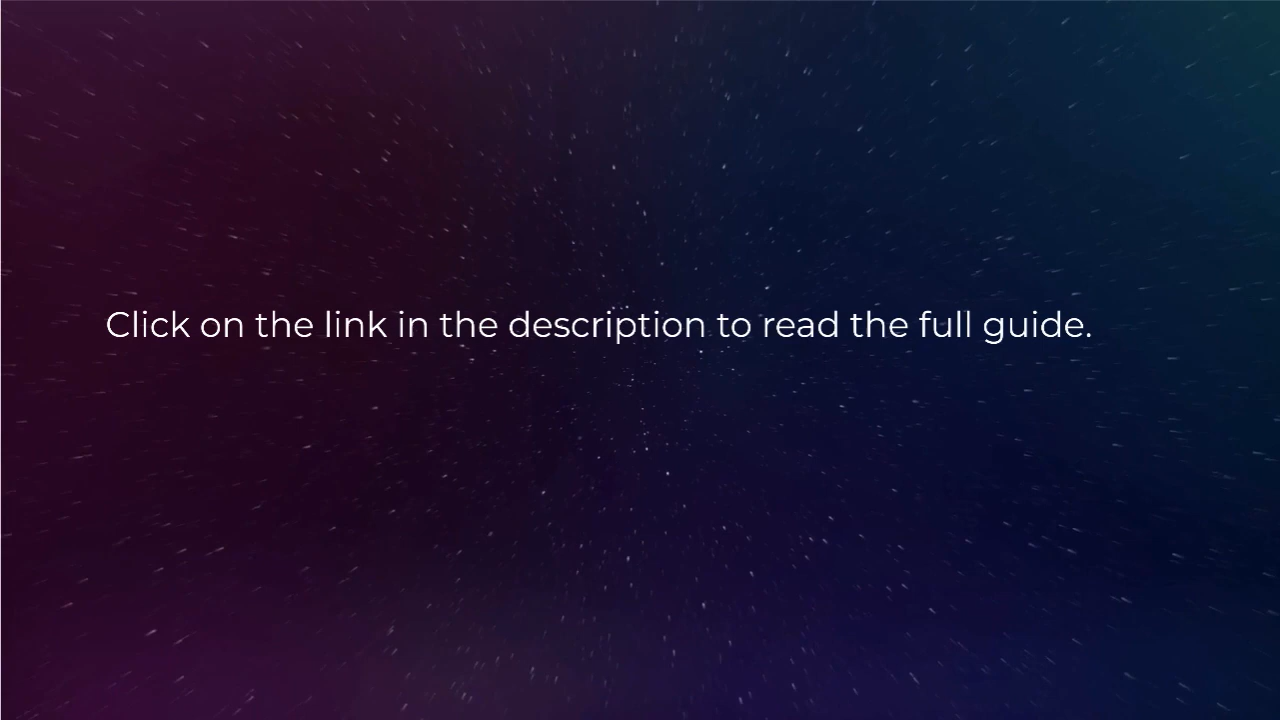 Click on the link in the description to read the full guide.